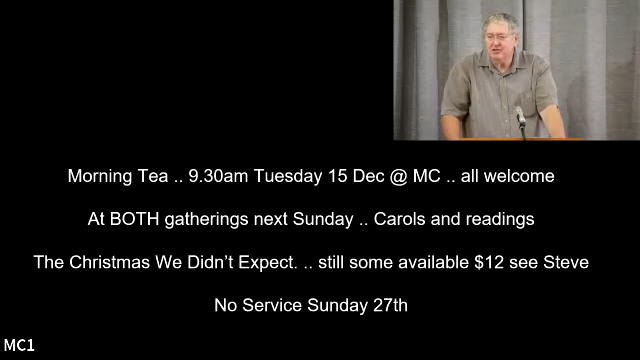 Morning Tea .. 9.30am Tuesday 15 Dec @ MC .. all welcome
At BOTH gatherings next Sunday .. Carols and readings
The Christmas We Didn’t Expect. .. still some available $12 see Steve
No Service Sunday 27th
MC1